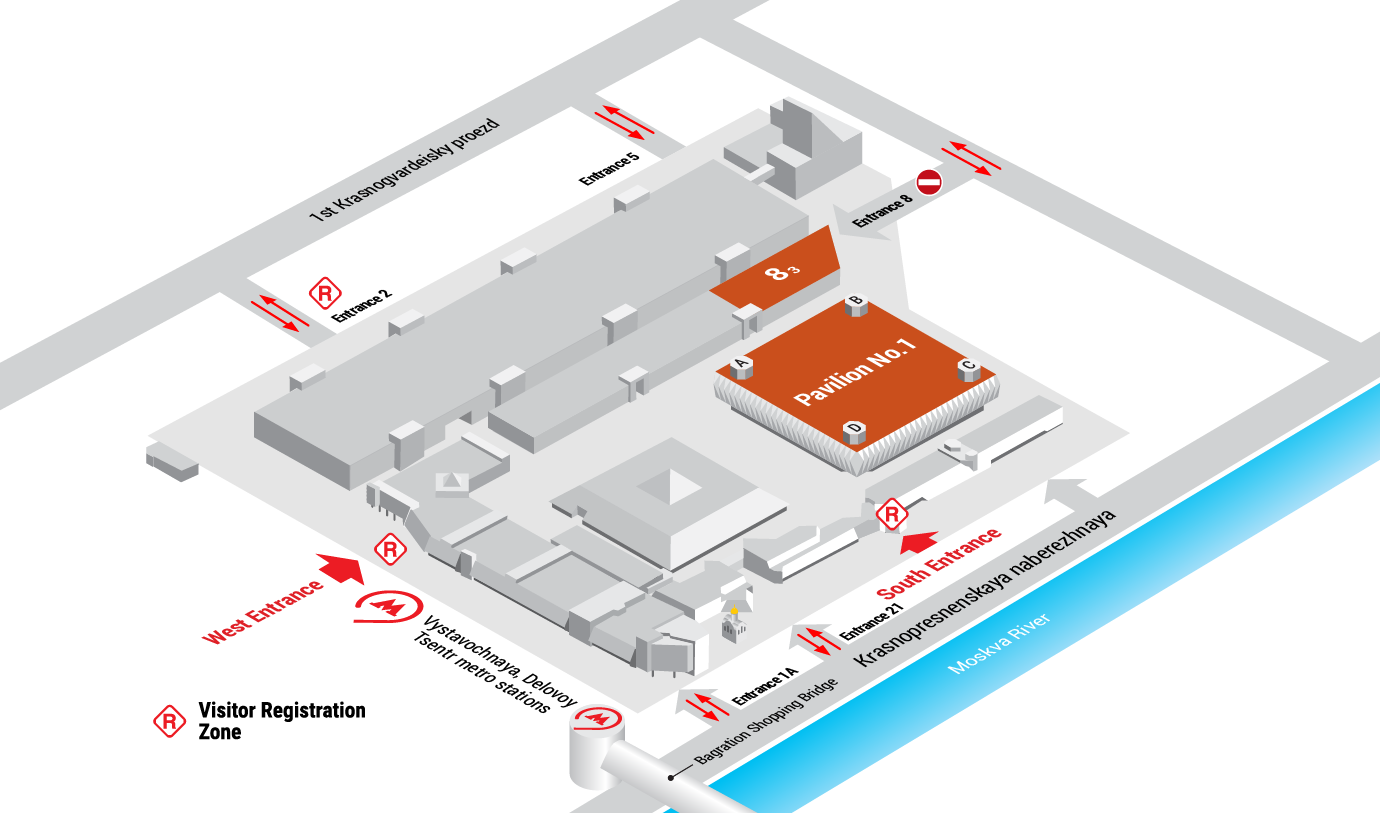 1st Krasnogvardeisky proezd
Entrance 5
Entrance 8
8 3
R
Entrance 2
B
A
Pavilion No.1
C
D
R
South Entrance
R
West Entrance
Vystavochnaya, Delovoy
Tsentr metro stations
Entrance 21
Krasnopresnenskaya naberezhnaya
Moskva River
Entrance 1A
Bagration Shopping Bridge
R
Visitor Registration
Zone